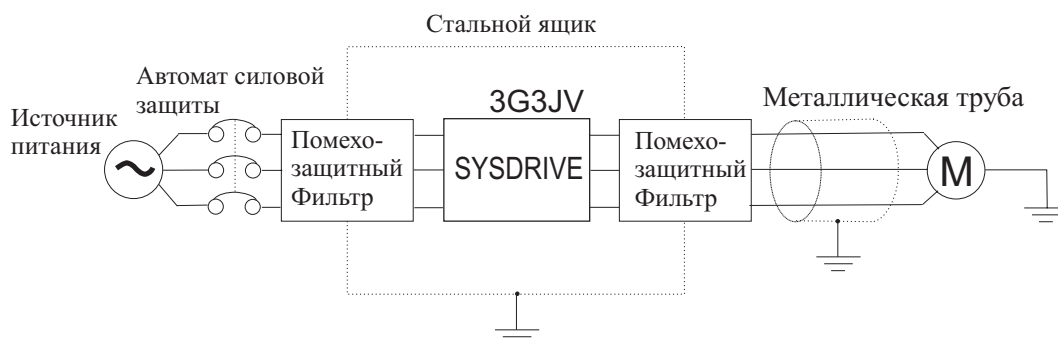 Стальной ящик
Автомат силовой
защиты
Источник
питания
Помехо-
защитный
Фильтр
3G3JV
SYSDRIVE
Помехо-
защитный
Фильтр
Металлическая труба
M